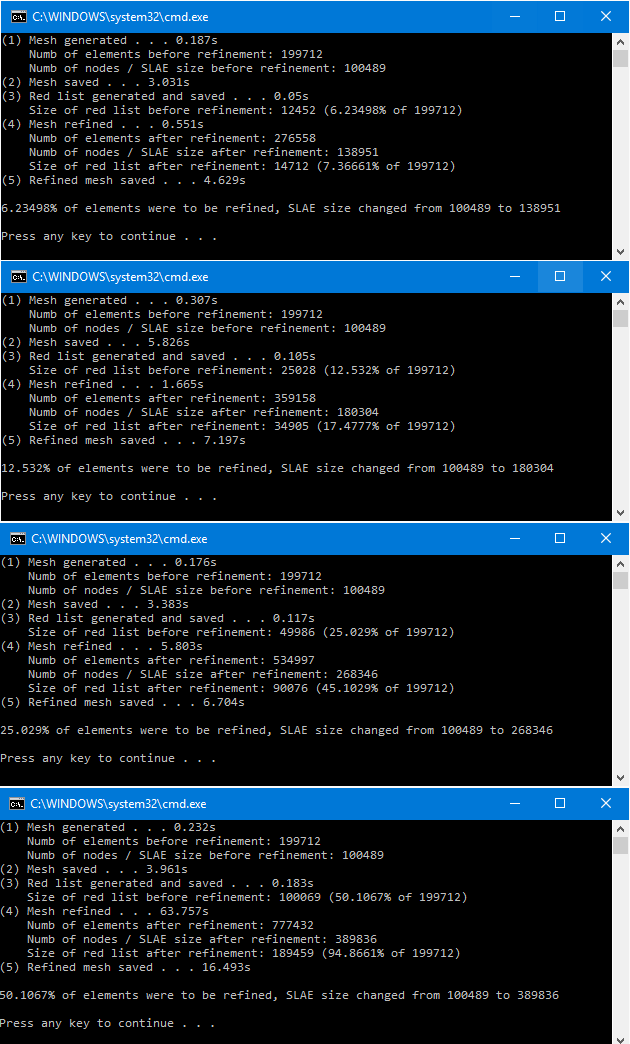 C:\WINDOWS\system32\cmd.exe
(1) Mesh generated . . . 0.187s
    Numb of elements before refinement: 199712
    Numb of nodes / SLAE size before refinement: 100489
(2) Mesh saved . . . 3.031s
(3) Red list generated and saved . . . 0.05s
    Size of red list before refinement: 12452 (6.23498% of 199712)
(4) Mesh refined . . . 0.551s
    Numb of elements after refinement: 276558
    Numb of nodes / SLAE size after refinement: 138951
    Size of red list after refinement: 14712 (7.36661% of 199712)
(5) Refined mesh saved . . . 4.629s
6.23498% of elements were to be refined, SLAE size changed from 100489 to 138951
Press any key to continue . . .
C:\WINDOWS\system32\cmd.exe
(1) Mesh generated . . . 0.307s
    Numb of elements before refinement: 199712
    Numb of nodes / SLAE size before refinement: 100489
(2) Mesh saved . . . 5.826s
(3) Red list generated and saved . . . 0.105s
    Size of red list before refinement: 25028 (12.532% of 199712)
(4) Mesh refined . . . 1.665s
    Numb of elements after refinement: 359158
    Numb of nodes / SLAE size after refinement: 180304
    Size of red list after refinement: 34905 (17.4777% of 199712)
(5) Refined mesh saved . . . 7.197s
12.532% of elements were to be refined, SLAE size changed from 100489 to 180304
Press any key to continue . . .
C:\WINDOWS\system32\cmd.exe
(1) Mesh generated . . . 0.176s
    Numb of elements before refinement: 199712
    Numb of nodes / SLAE size before refinement: 100489
(2) Mesh saved . . . 3.383s
(3) Red list generated and saved . . . 0.117s
    Size of red list before refinement: 49986 (25.029% of 199712)
(4) Mesh refined . . . 5.803s
    Numb of elements after refinement: 534997
    Numb of nodes / SLAE size after refinement: 268346
    Size of red list after refinement: 90076 (45.1029% of 199712)
(5) Refined mesh saved . . . 6.704s
25.029% of elements were to be refined, SLAE size changed from 100489 to 268346
Press any key to continue . . .
C:\WINDOWS\system32\cmd.exe
(1) Mesh generated . . . 0.232s
    Numb of elements before refinement: 199712
    Numb of nodes / SLAE size before refinement: 100489
(2) Mesh saved . . . 3.961s
(3) Red list generated and saved . . . 0.183s
    Size of red list before refinement: 100069 (50.1067% of 199712)
(4) Mesh refined . . . 63.757s
    Numb of elements after refinement: 777432
    Numb of nodes / SLAE size after refinement: 389836
    Size of red list after refinement: 189459 (94.8661% of 199712)
(5) Refined mesh saved . . . 16.493s
50.1067% of elements were to be refined, SLAE size changed from 100489 to 389836
Press any key to continue . . .